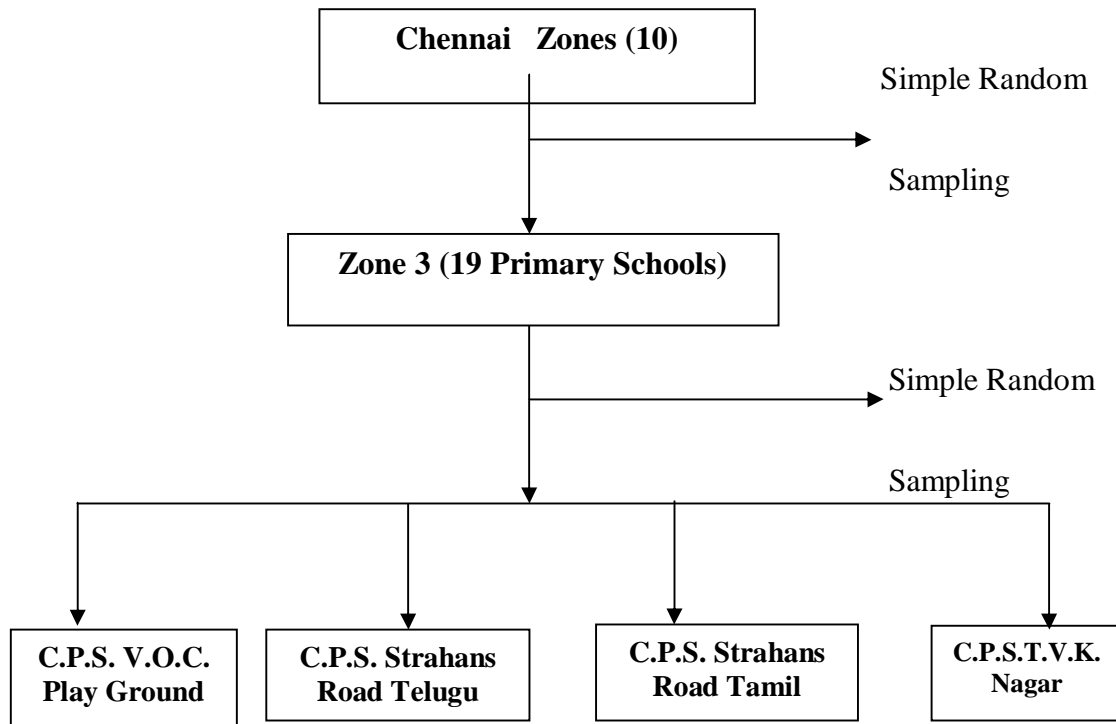 Chennai Zones (10)
Simple Random
Sampling
Zone 3 (19 Primary Schools)
Simple Random
Sampling
C.P.S. V.O.C.
Play Ground
C.P.S. Strahans
Road Telugu
C.P.S. Strahans
Road Tamil
C.P.S.T.V.K.
Nagar